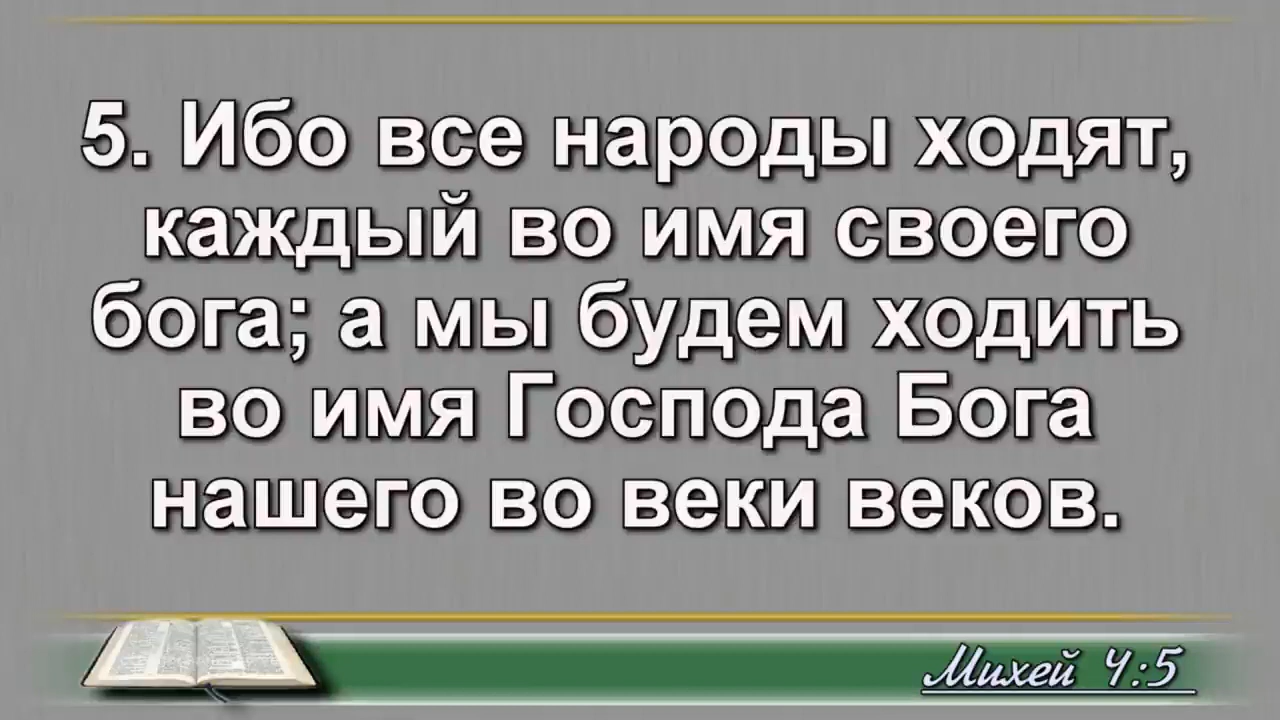 5. Ибо все народы ходят,
каждый во имя своего
бога; а мы будем ходить
во имя Господа Бога
нашего во веки веков.
Михей 4:5